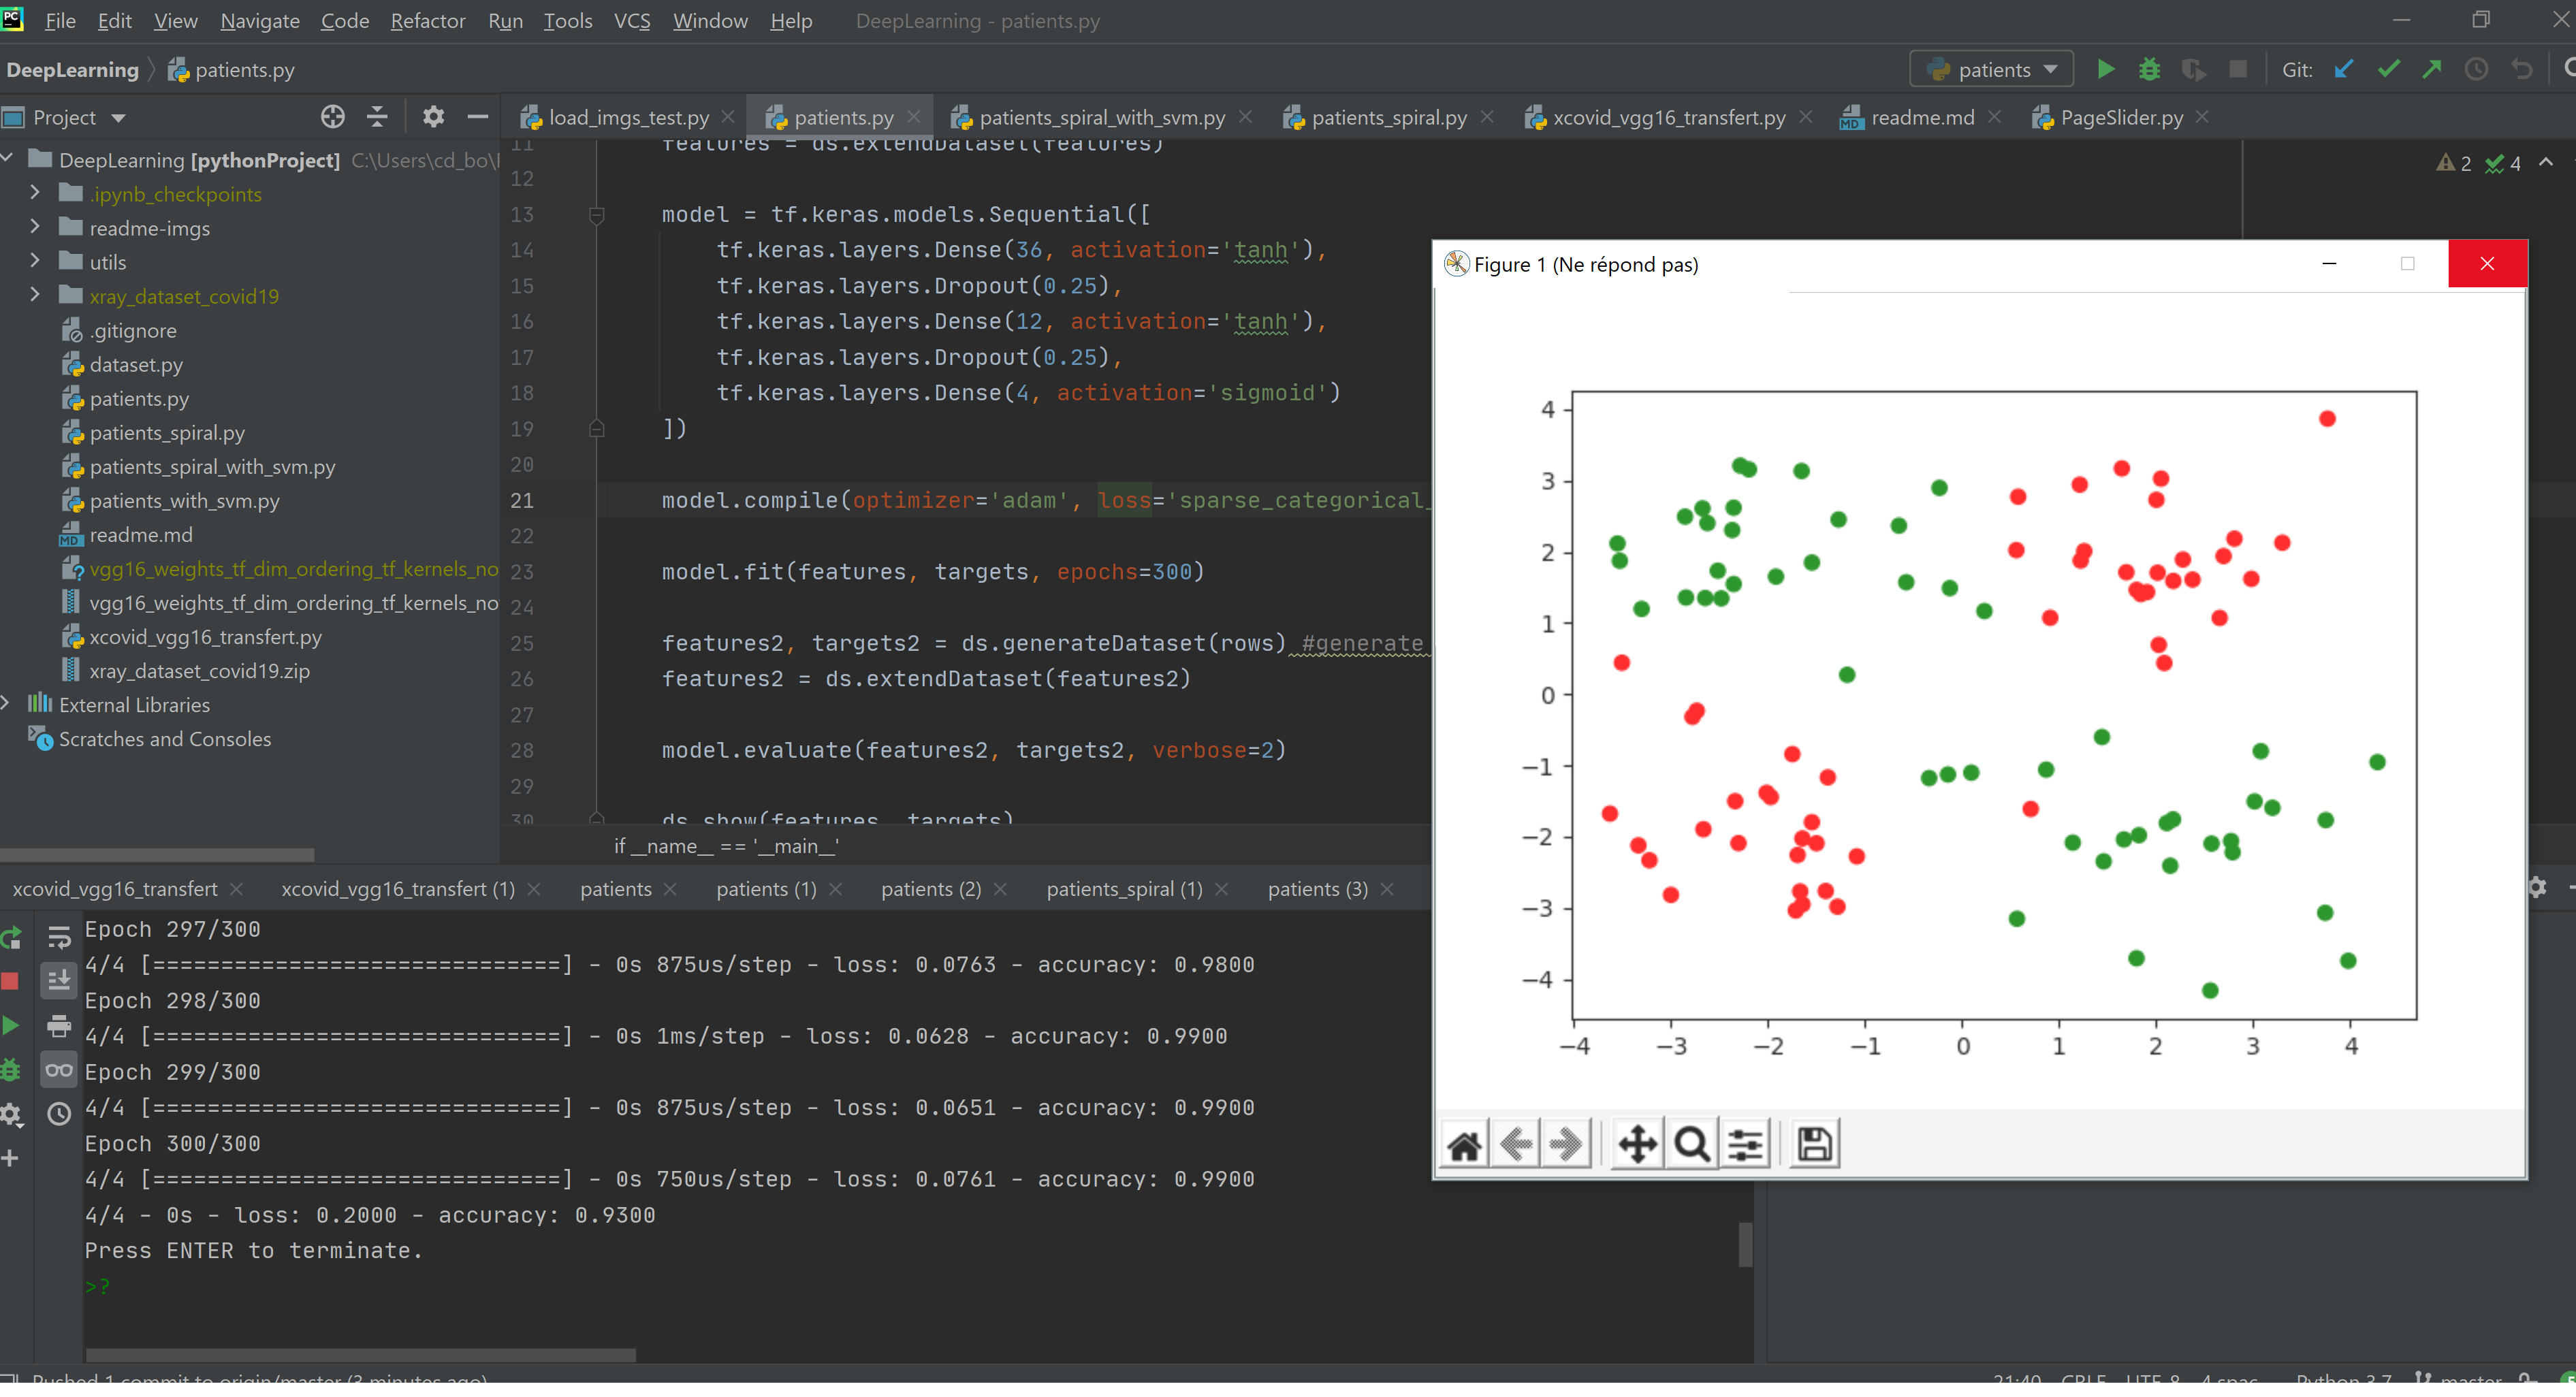 PC File Edit View Navigate Code Refactor Run Tools VCS Window Help DeepLearning - patients.py
DeepLearning patients.py
patients
Git:
Project
load_imgs_test.py
patients.py
patients_spiral_with_svm.py
patients_spiral.py
xcovid_vgg16_transfert.py
MD readme.md
PageSlider.py
DeepLearning [pythonProject] C:\Users\cd_bo\
.ipynb_checkpoints
readme-imgs
utils
xray_dataset_covid19
.gitignore
dataset.py
patients.py
patients_spiral.py
patients_spiral_with_svm.py
patients_with_svm.py
MD readme.md
vgg16_weights_tf_dim_ordering_tf_kernels_no
vgg16_weights_tf_dim_ordering_tf_kernels_no
xcovid_vgg16_transfert.py
xray_dataset_covid19.zip
External Libraries
Scratches and Consoles
2 4
11 features = ds.extendDataset(features)
12
13 model = tf.keras.models.Sequential([
14 tf.keras.layers.Dense(36, activation='tanh'),
15 tf.keras.layers.Dropout(0.25),
16 tf.keras.layers.Dense(12, activation='tanh'),
17 tf.keras.layers.Dropout(0.25),
18 tf.keras.layers.Dense(4, activation='sigmoid')
19 ])
20
21 model.compile(optimizer='adam', loss='sparse_categorical_
22
23 model.fit(features, targets, epochs=300)
24
25 features2, targets2 = ds.generateDataset(rows) #generate
26 features2 = ds.extendDataset(features2)
27
28 model.evaluate(features2, targets2, verbose=2)
29
30 ds.show(features, targets)
if __name__ == '__main__'
Figure 1 (Ne répond pas)
4
3
2
1
0
−1
−2
−3
−4
−4 −3 −2 −1 0 1 2 3 4
xcovid_vgg16_transfert
xcovid_vgg16_transfert (1)
patients
patients (1)
patients (2)
patients_spiral (1)
patients (3)
Epoch 297/300
4/4 [==============================] - 0s 875us/step - loss: 0.0763 - accuracy: 0.9800
Epoch 298/300
4/4 [==============================] - 0s 1ms/step - loss: 0.0628 - accuracy: 0.9900
Epoch 299/300
4/4 [==============================] - 0s 875us/step - loss: 0.0651 - accuracy: 0.9900
Epoch 300/300
4/4 [==============================] - 0s 750us/step - loss: 0.0761 - accuracy: 0.9900
4/4 - 0s - loss: 0.2000 - accuracy: 0.9300
Press ENTER to terminate.
>?
Pushed 1 commit to origin/master (3 minutes ago)
21:40 CRLF UTF-8 4 spac Python 3.7 master